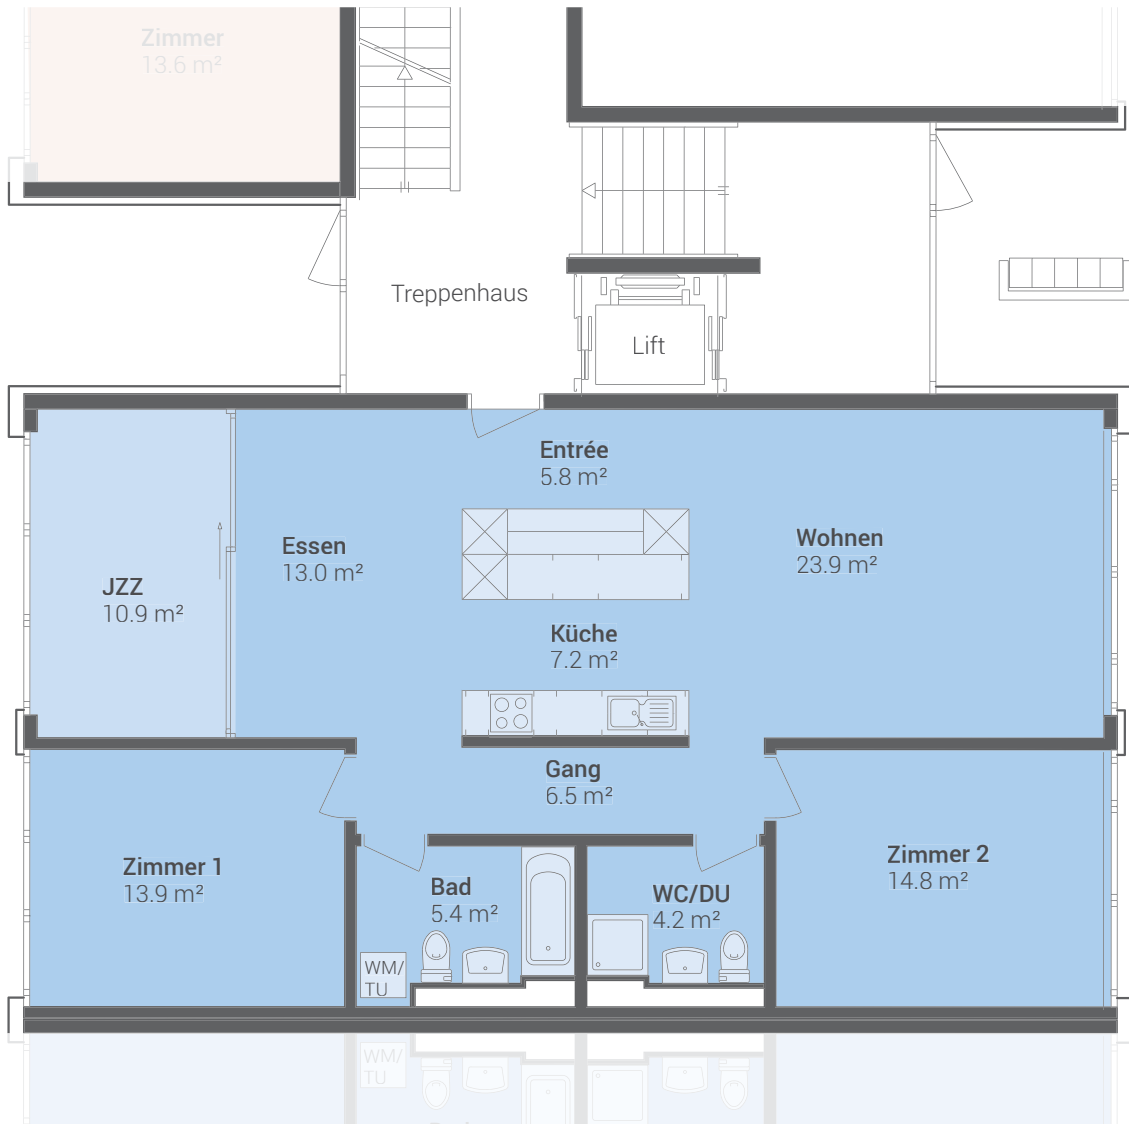 Zimmer
13.6 m²
Treppenhaus
Lift
Entrée
5.8 m²
Essen
13.0 m²
Wohnen
23.9 m²
JZZ
10.9 m²
Küche
7.2 m²
Gang
6.5 m²
Zimmer 1
13.9 m²
Bad
5.4 m²
WC/DU
4.2 m²
Zimmer 2
14.8 m²
WM/
TU
WM/
TU